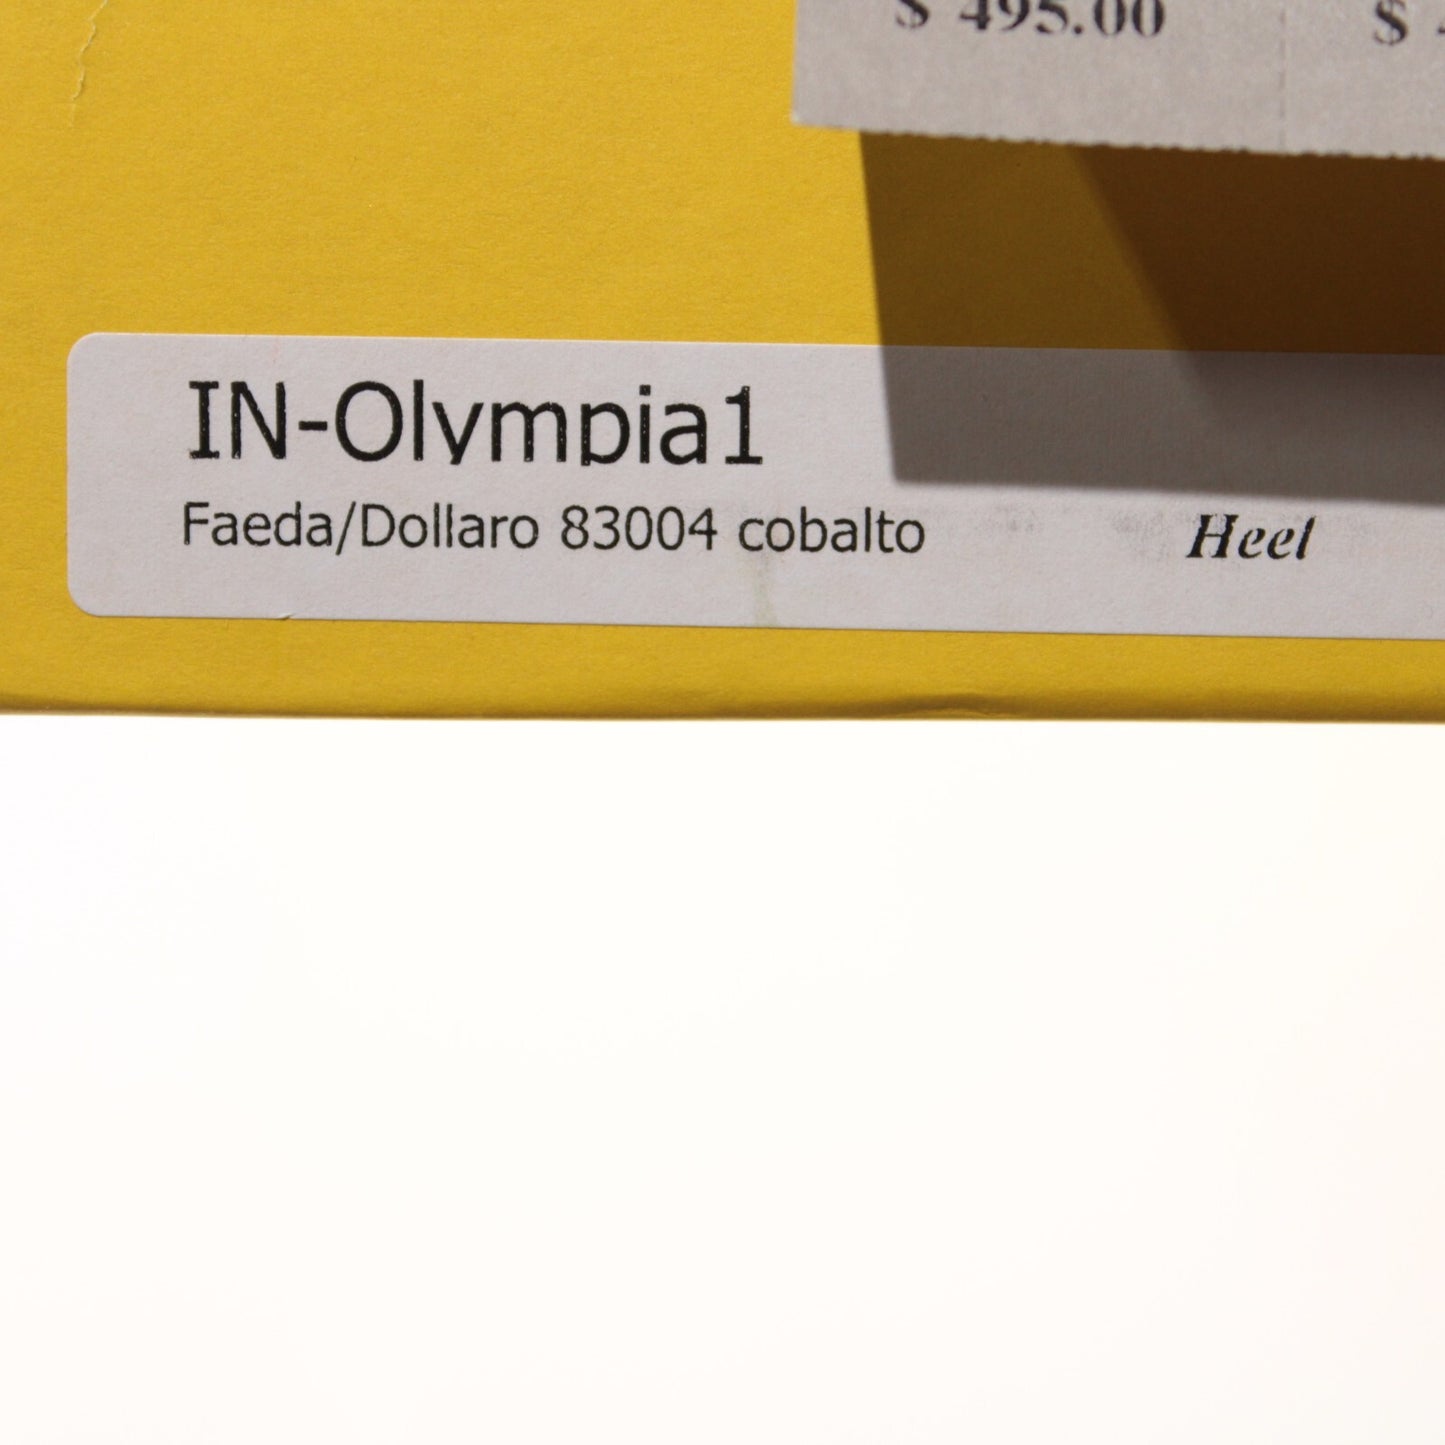 $ 495.00 $
IN-Olympia1
Faeda/Dollaro 83004 cobalto Heel